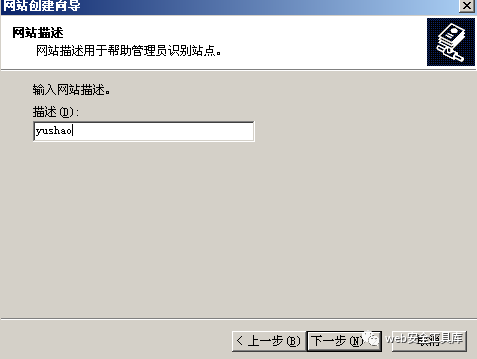 网站创建向导
网站描述
网站描述用于帮助管理员识别站点。
输入网站描述。
描述(D):
yushao
< 上一步(B) 下一步(N) 取消
web安全工具库